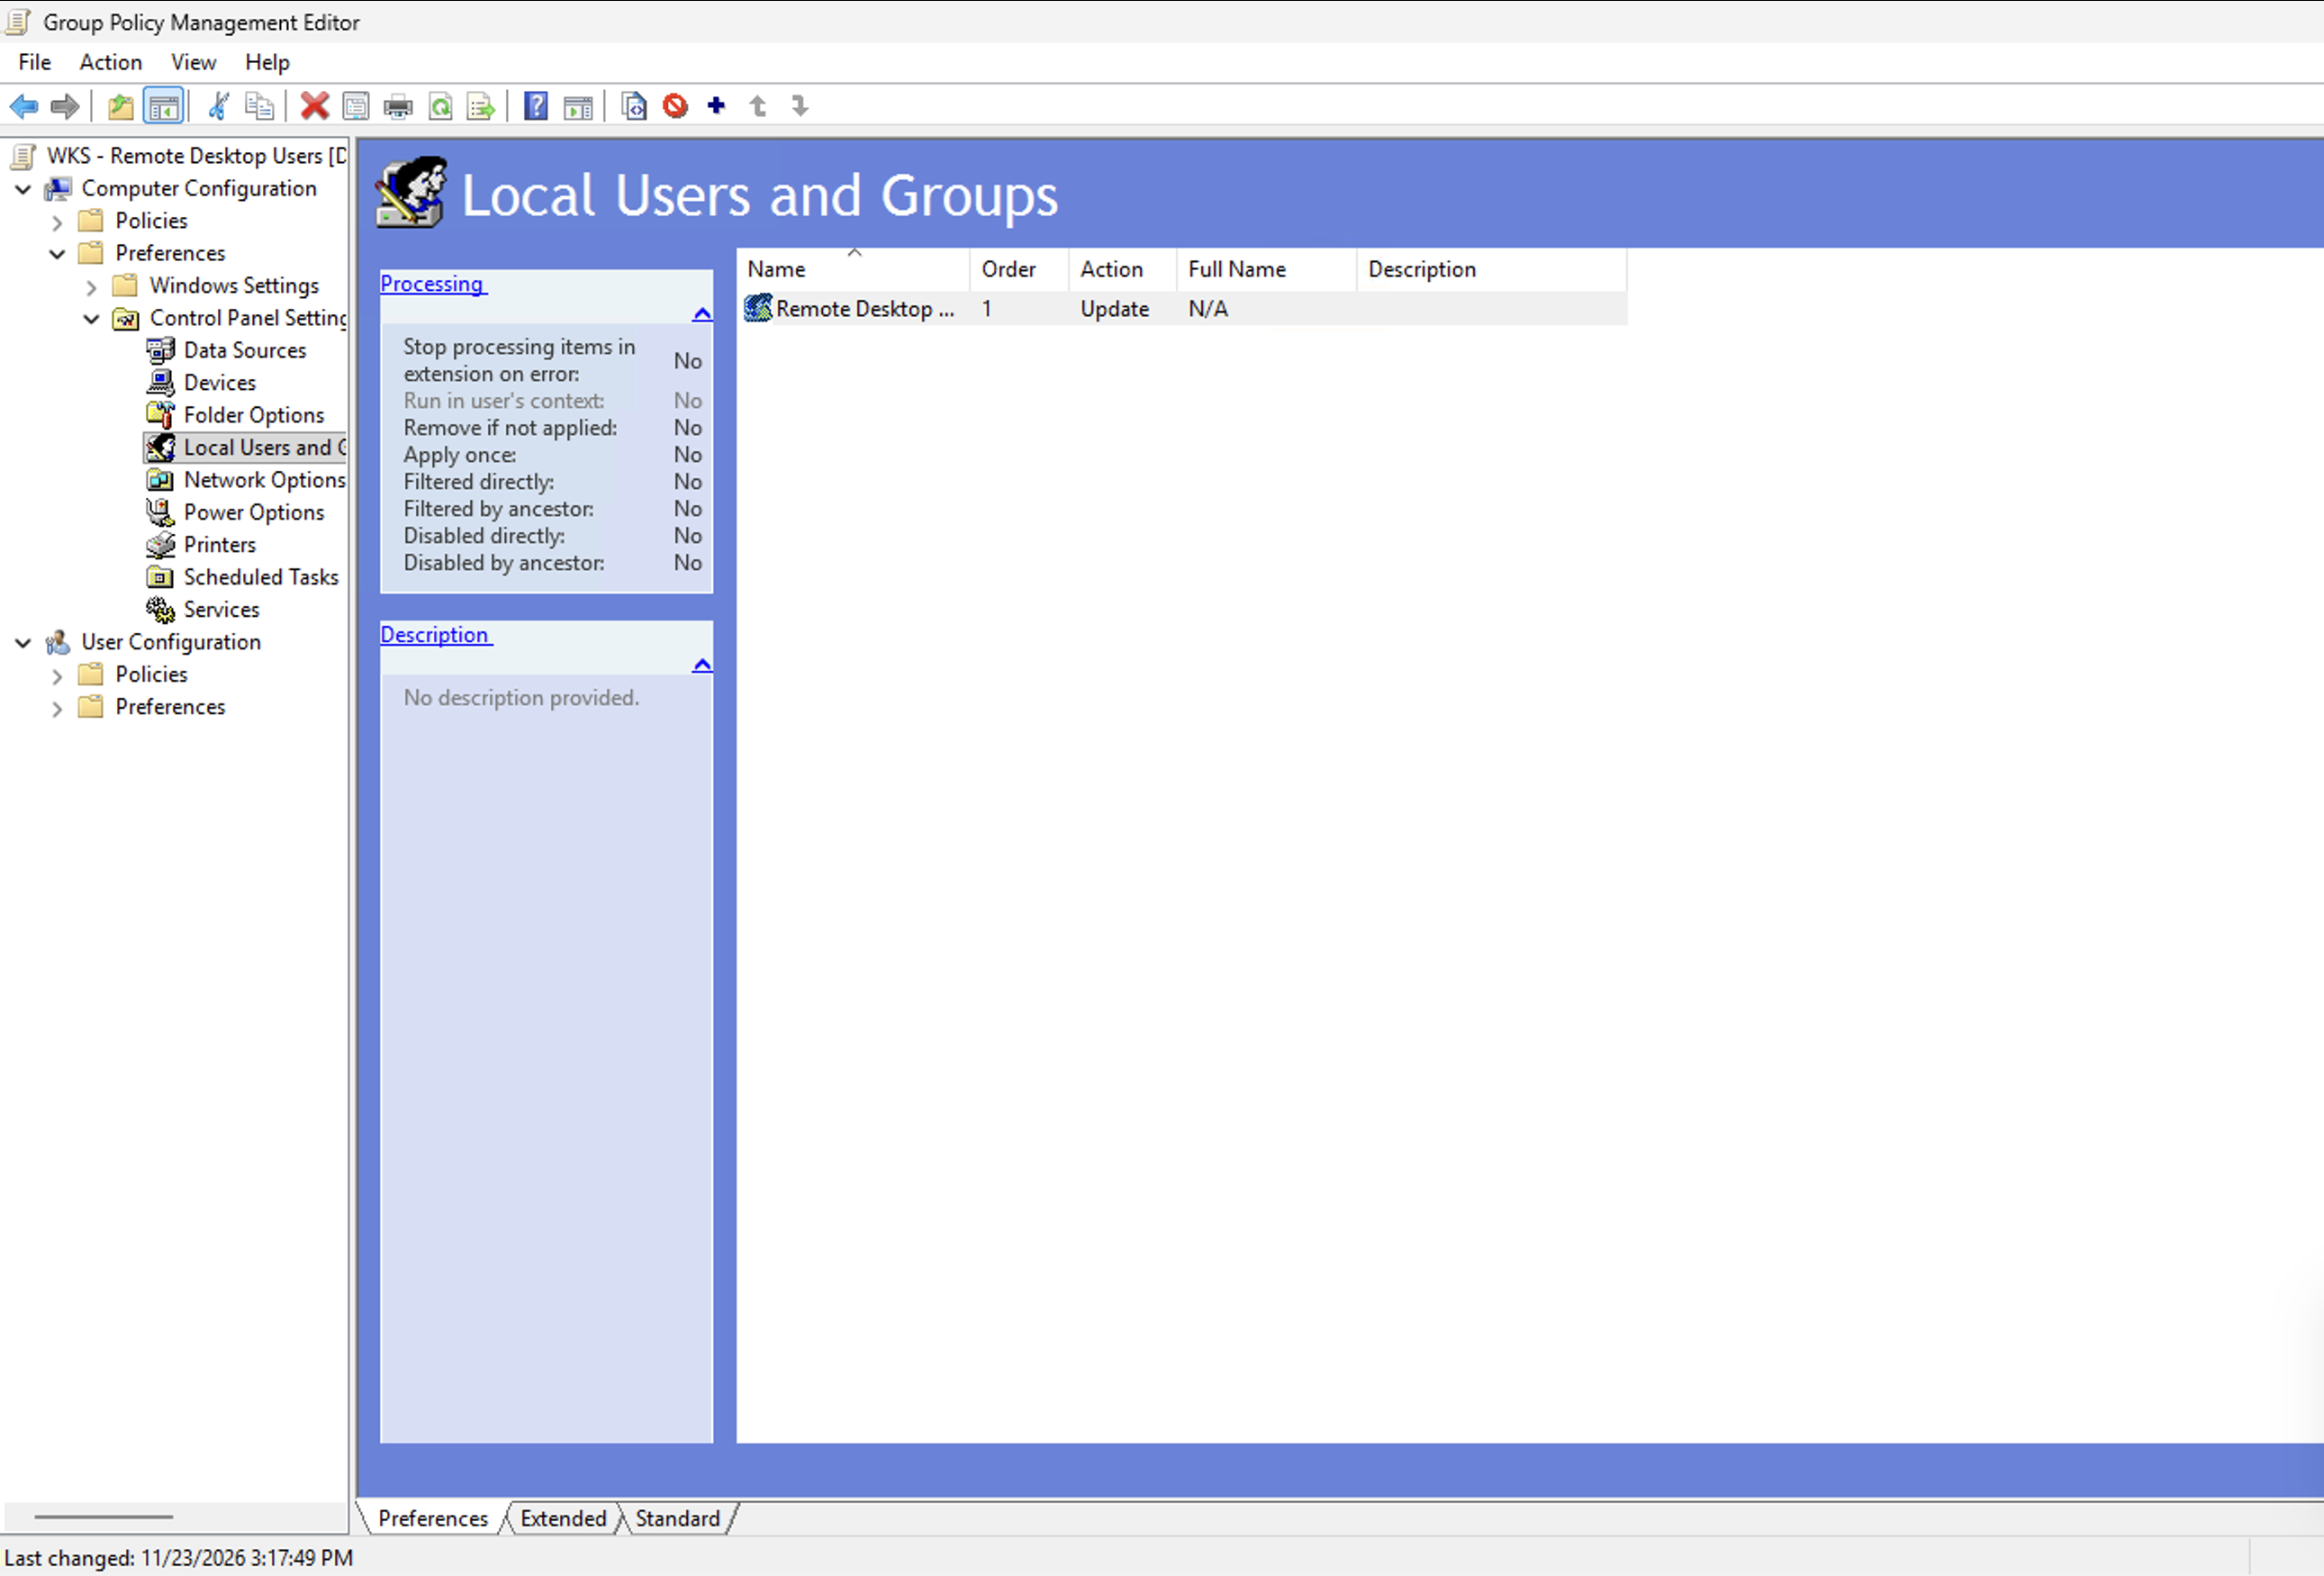 Group Policy Management Editor
File Action View Help
WKS - Remote Desktop Users [D
Computer Configuration
Policies
Preferences
Windows Settings
Control Panel Setting
Data Sources
Devices
Folder Options
Local Users and G
Network Options
Power Options
Printers
Scheduled Tasks
Services
User Configuration
Policies
Preferences
Local Users and Groups
Processing
Stop processing items in
extension on error: No
Run in user's context: No
Remove if not applied: No
Apply once: No
Filtered directly: No
Filtered by ancestor: No
Disabled directly: No
Disabled by ancestor: No
Description
No description provided.
Name Order Action Full Name Description
Remote Desktop ... 1 Update N/A
Preferences Extended Standard
Last changed: 11/23/2026 3:17:49 PM